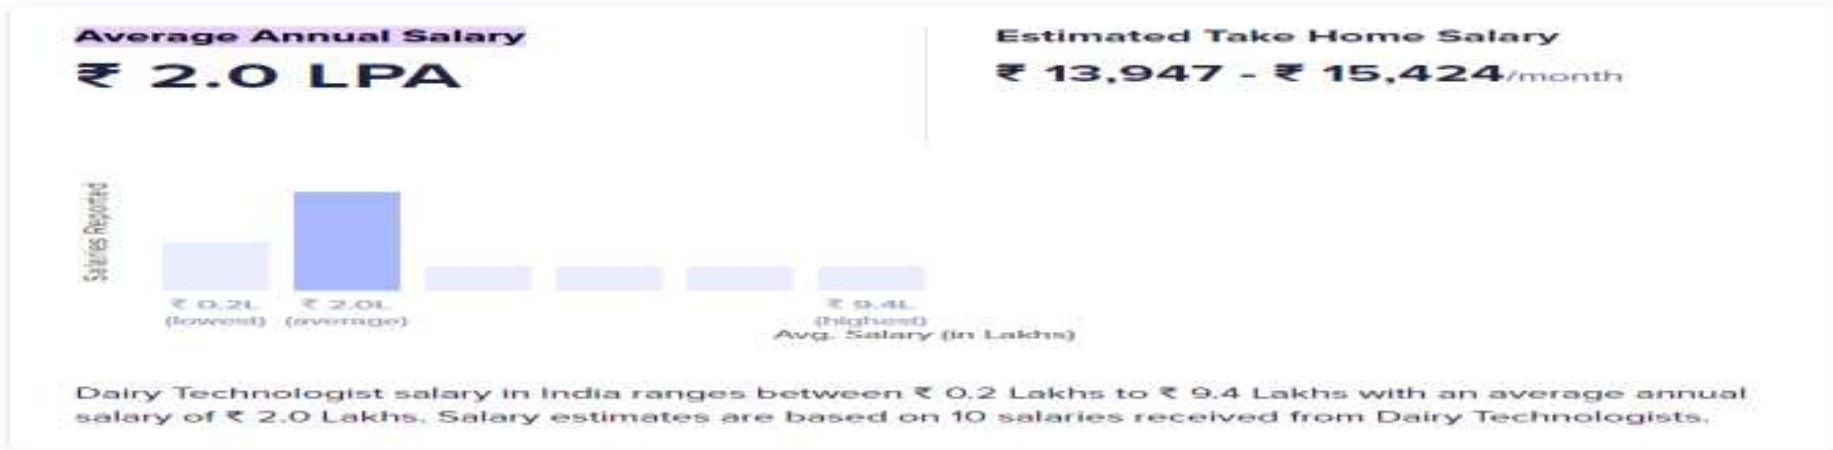 Average Annual Salary
₹ 2.0 LPA
Estimated Take Home Salary
₹ 13,947 - ₹ 15,424/month
Salaries Reported
₹ 0.2L
(lowest)
₹ 2.0L
(average)
₹ 9.4L
(highest)
Avg. Salary (in Lakhs)
Dairy Technologist salary in India ranges between ₹ 0.2 Lakhs to ₹ 9.4 Lakhs with an average annual
salary of ₹ 2.0 Lakhs. Salary estimates are based on 10 salaries received from Dairy Technologists.